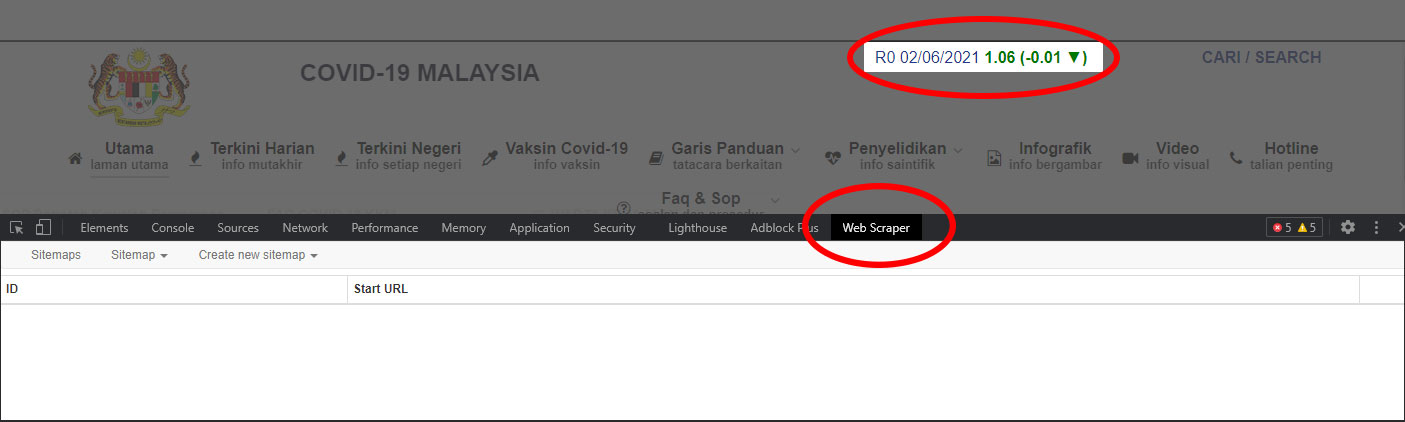 R0 02/06/2021 1.06 (-0.01 ▼)
COVID-19 MALAYSIA
CARI / SEARCH
Utama
laman utama
Terkini Harian
info mutakhir
Terkini Negeri
info setiap negeri
Vaksin Covid-19
info vaksin
Garis Panduan
tatacara berkaitan
Penyelidikan
info saintifik
Infografik
info bergambar
Video
info visual
Hotline
talian penting
Faq & Sop
Elements Console Sources Network Performance Memory Application Security Lighthouse Adblock Plus Web Scraper 5 5
Sitemaps Sitemap Create new sitemap
ID Start URL